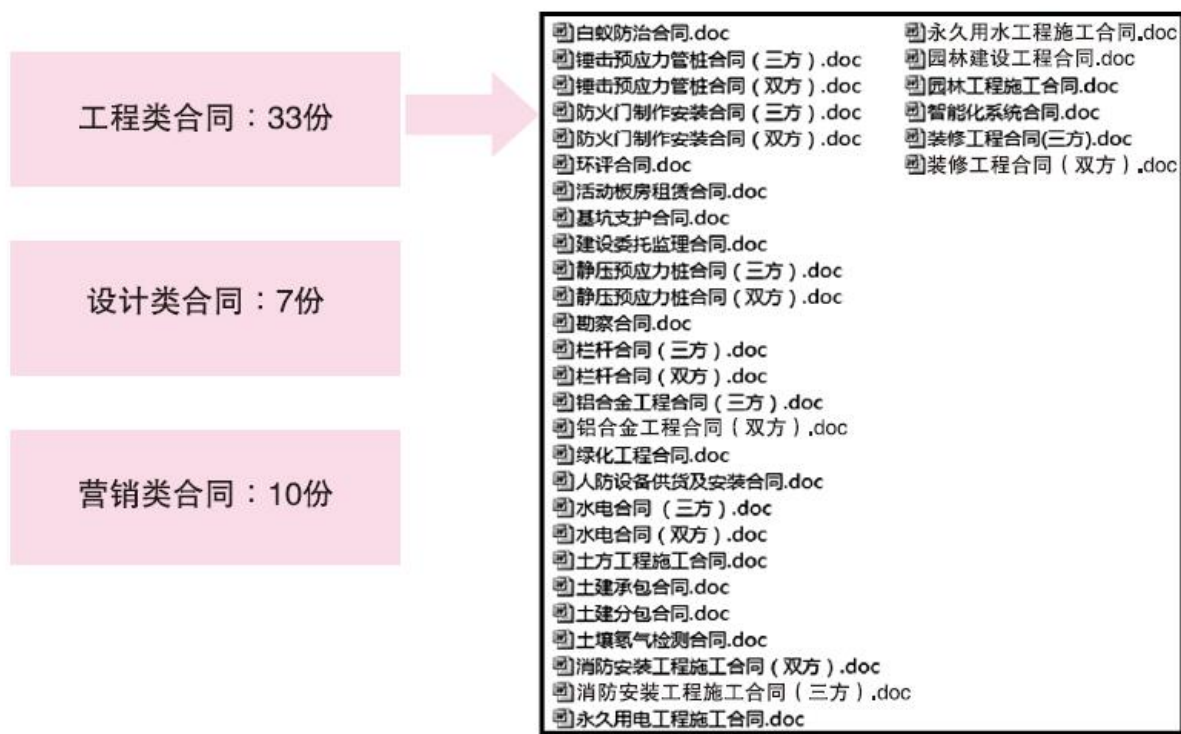 工程类合同：33份
设计类合同：7份
营销类合同：10份
白蚁防治合同.doc
锤击预应力管桩合同（三方）.doc
锤击预应力管桩合同（双方）.doc
防火门制作安装合同（三方）.doc
防火门制作安装合同（双方）.doc
环评合同.doc
活动板房租赁合同.doc
基坑支护合同.doc
建设委托监理合同.doc
静压预应力桩合同（三方）.doc
静压预应力桩合同（双方）.doc
勘察合同.doc
栏杆合同（三方）.doc
栏杆合同（双方）.doc
铝合金工程合同（三方）.doc
铝合金工程合同（双方）.doc
绿化工程合同.doc
人防设备供货及安装合同.doc
水电合同 （三方）.doc
水电合同（双方）.doc
土方工程施工合同.doc
土建承包合同.doc
土建分包合同.doc
土壤氡气检测合同.doc
消防安装工程施工合同（双方）.doc
消防安装工程施工合同（三方）.doc
永久用电工程施工合同.doc
永久用水工程施工合同.doc
园林建设工程合同.doc
园林工程施工合同.doc
智能化系统合同.doc
装修工程合同(三方).doc
装修工程合同（双方）.doc